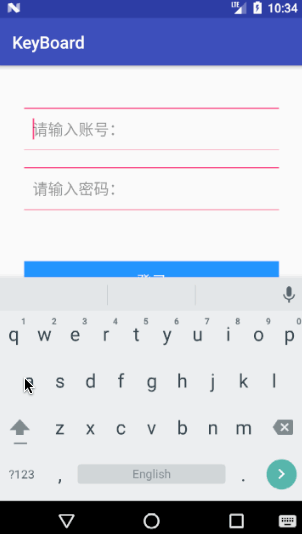 LTE 10:34
KeyBoard
请输入账号：
请输入密码：
1 2 3 4 5 6 7 8 9 0
q w e r t y u i o p
s d f g h j k l
z x c v b n m
?123 , English .